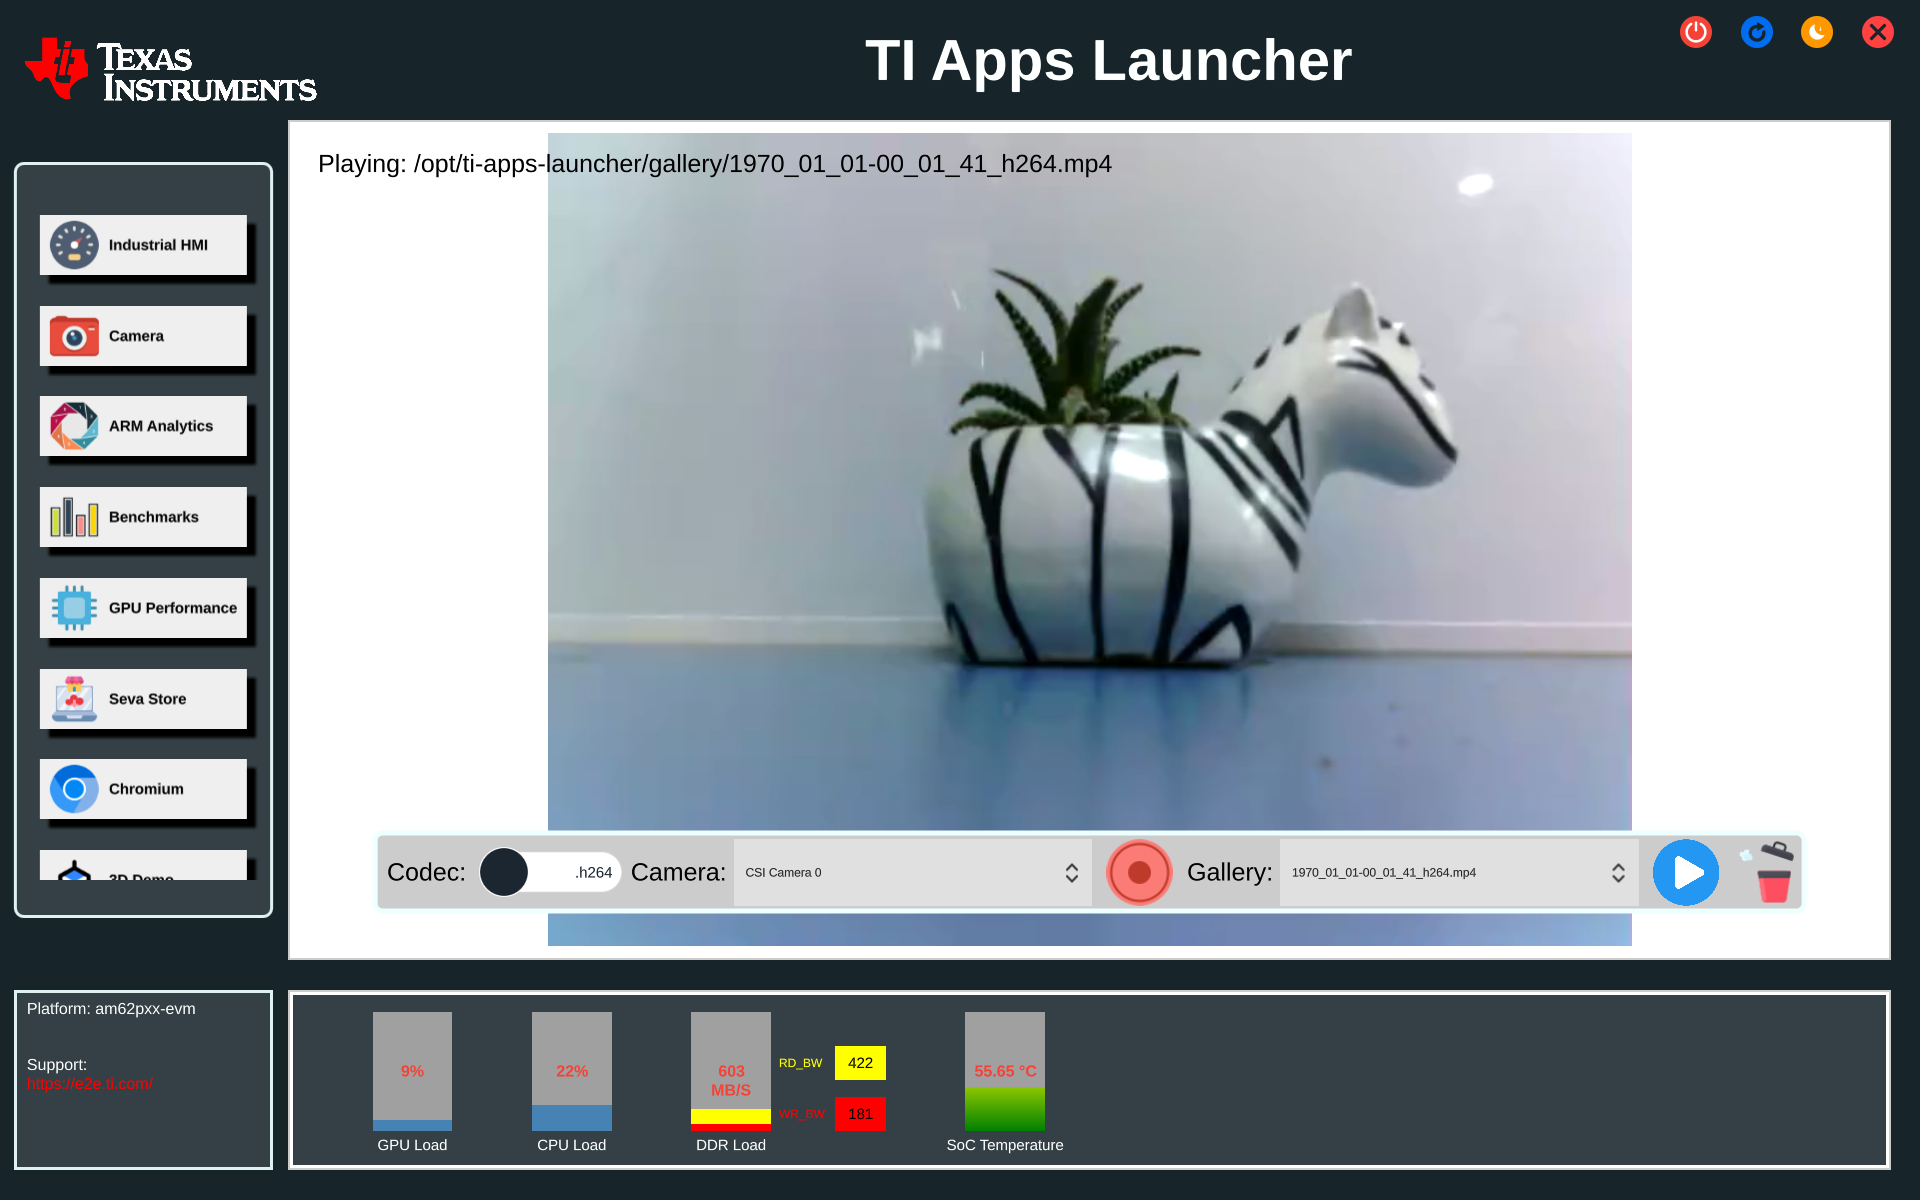 TEXAS
INSTRUMENTS
TI Apps Launcher
Industrial HMI
Camera
ARM Analytics
Benchmarks
GPU Performance
Seva Store
Chromium
3D Demo
Playing: /opt/ti-apps-launcher/gallery/1970_01_01-00_01_41_h264.mp4
Codec: .h264 Camera: CSI Camera 0 Gallery: 1970_01_01-00_01_41_h264.mp4
Platform: am62pxx-evm
Support:
https://e2e.ti.com/
9%
GPU Load
22%
CPU Load
603
MB/S
DDR Load
RD_BW 422
WR_BW 181
55.65 °C
SoC Temperature